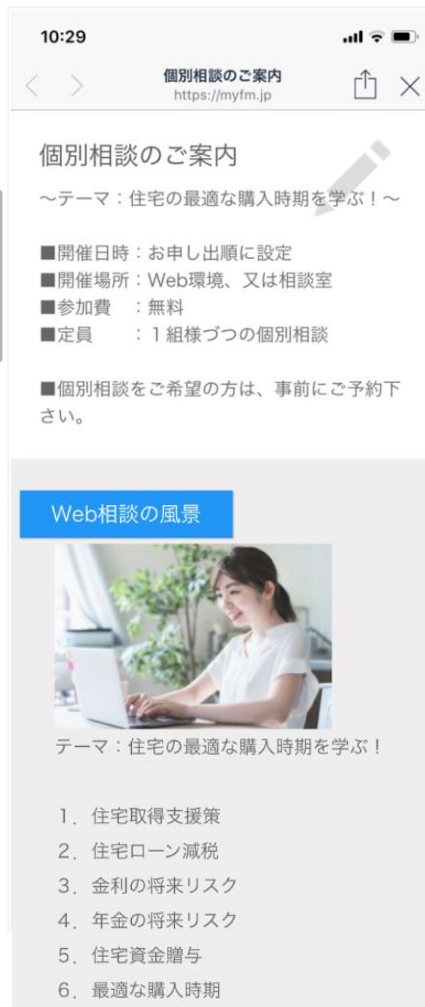 10:29
個別相談のご案内
https://myfm.jp
個別相談のご案内
～テーマ：住宅の最適な購入時期を学ぶ！～
■開催日時：お申し出順に設定
■開催場所：Web環境、又は相談室
■参加費　：無料
■定員　　：１組様づつの個別相談
■個別相談をご希望の方は、事前にご予約下
さい。
Web相談の風景
テーマ：住宅の最適な購入時期を学ぶ！
1．住宅取得支援策
2．住宅ローン減税
3．金利の将来リスク
4．年金の将来リスク
5．住宅資金贈与
6．最適な購入時期